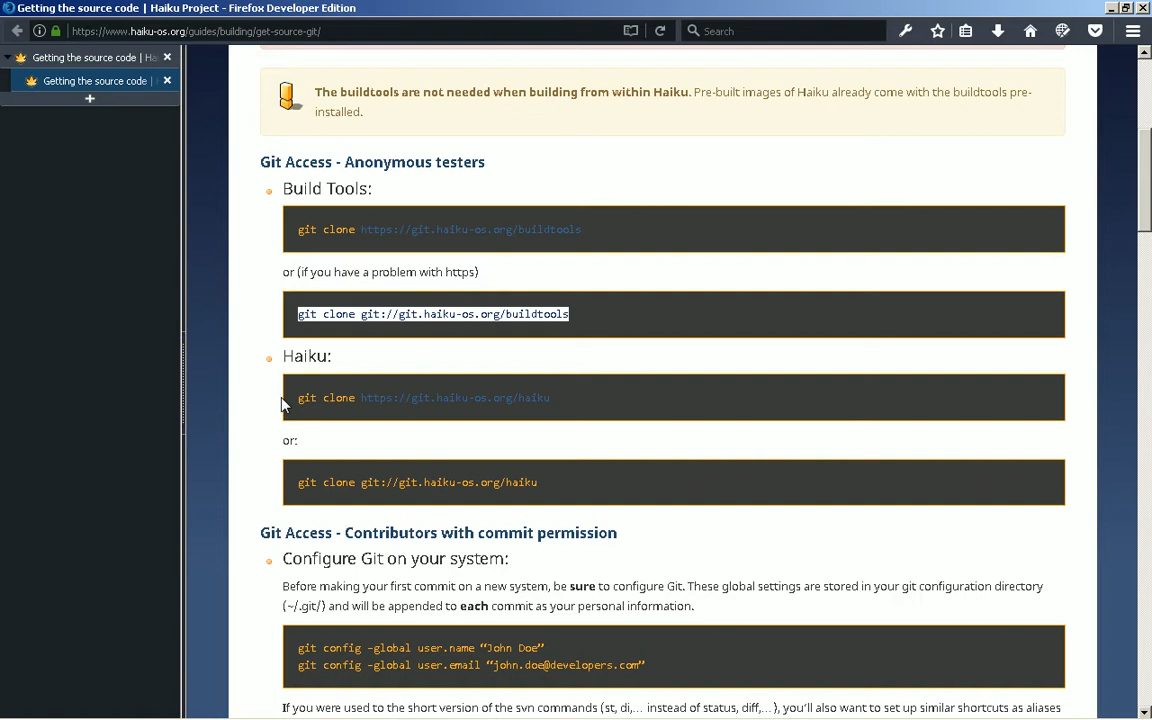 Getting the source code | Haiku Project - Firefox Developer Edition
https://www.haiku-os.org/guides/building/get-source-git/
Search
Getting the source code | Ha
Getting the source code |
The buildtools are not needed when building from within Haiku. Pre-built images of Haiku already come with the buildtools pre-
installed.
Git Access - Anonymous testers
Build Tools:
git clone https://git.haiku-os.org/buildtools
or (if you have a problem with https)
git clone git://git.haiku-os.org/buildtools
Haiku:
git clone https://git.haiku-os.org/haiku
or:
git clone git://git.haiku-os.org/haiku
Git Access - Contributors with commit permission
Configure Git on your system:
Before making your first commit on a new system, be sure to configure Git. These global settings are stored in your git configuration directory
(~/.git/) and will be appended to each commit as your personal information.
git config -global user.name “John Doe”
git config -global user.email “john.doe@developers.com”
If you were used to the short version of the svn commands (st, di,... instead of status, diff,...), you'll also want to set up similar shortcuts as aliases